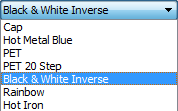 Black & White Inverse
Cap
Hot Metal Blue
PET
PET 20 Step
Black & White Inverse
Rainbow
Hot Iron